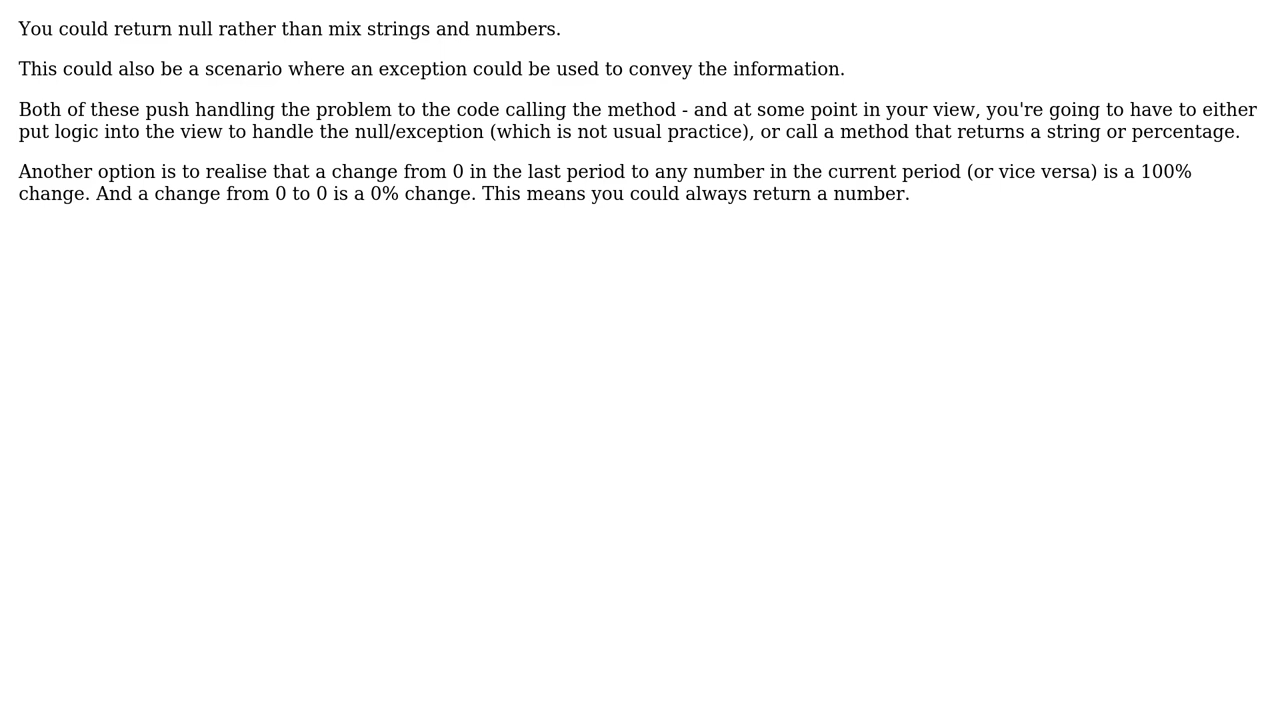 You could return null rather than mix strings and numbers.
This could also be a scenario where an exception could be used to convey the information.
Both of these push handling the problem to the code calling the method - and at some point in your view, you're going to have to either
put logic into the view to handle the null/exception (which is not usual practice), or call a method that returns a string or percentage.
Another option is to realise that a change from 0 in the last period to any number in the current period (or vice versa) is a 100%
change. And a change from 0 to 0 is a 0% change. This means you could always return a number.